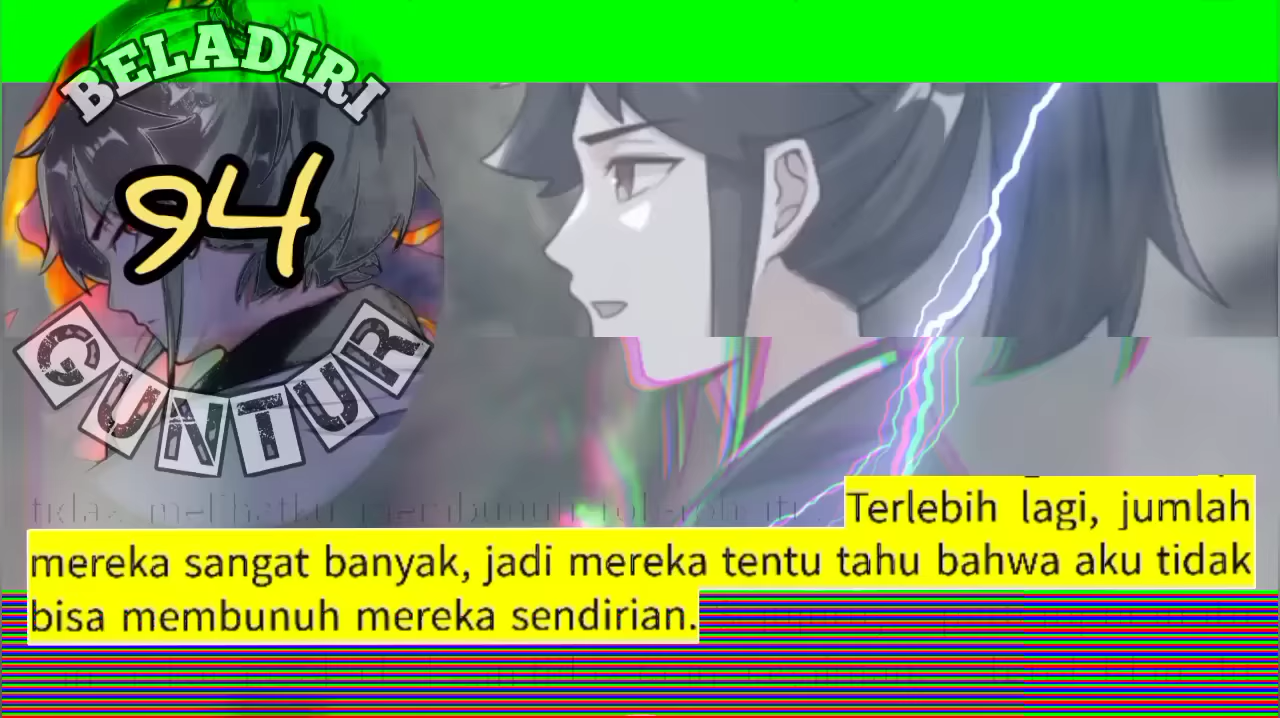 BELADIRI
94
GUNTUR
Terlebih lagi, jumlah
mereka sangat banyak, jadi mereka tentu tahu bahwa aku tidak
bisa membunuh mereka sendirian.